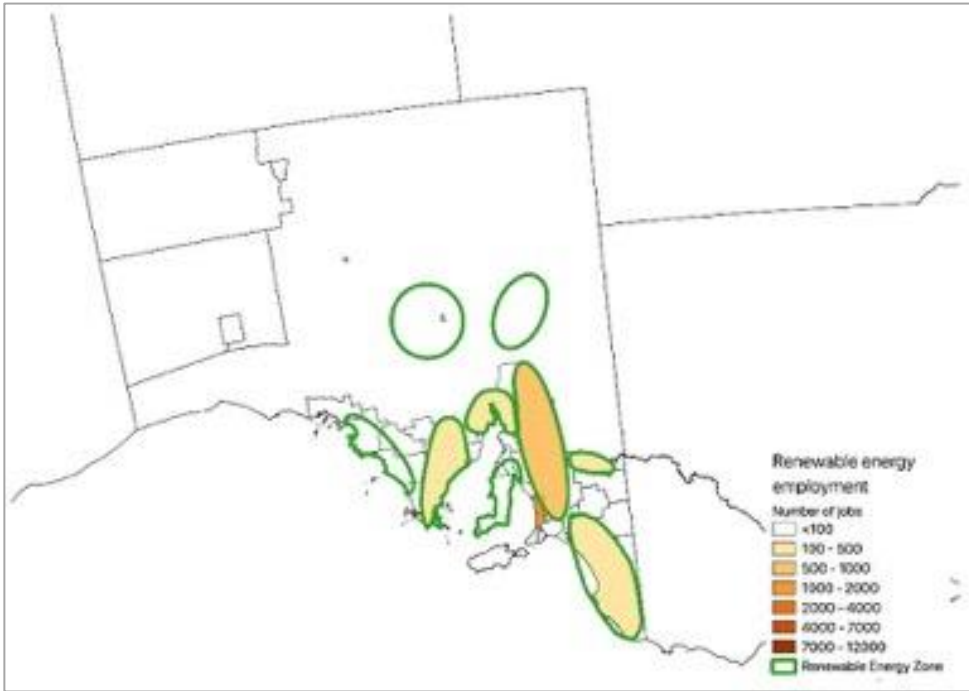 Renewable energy
employment
Number of jobs
<100
100 - 500
500 - 1000
1000 - 2000
2000 - 4000
4000 - 7000
7000 - 12000
Renewable Energy Zone